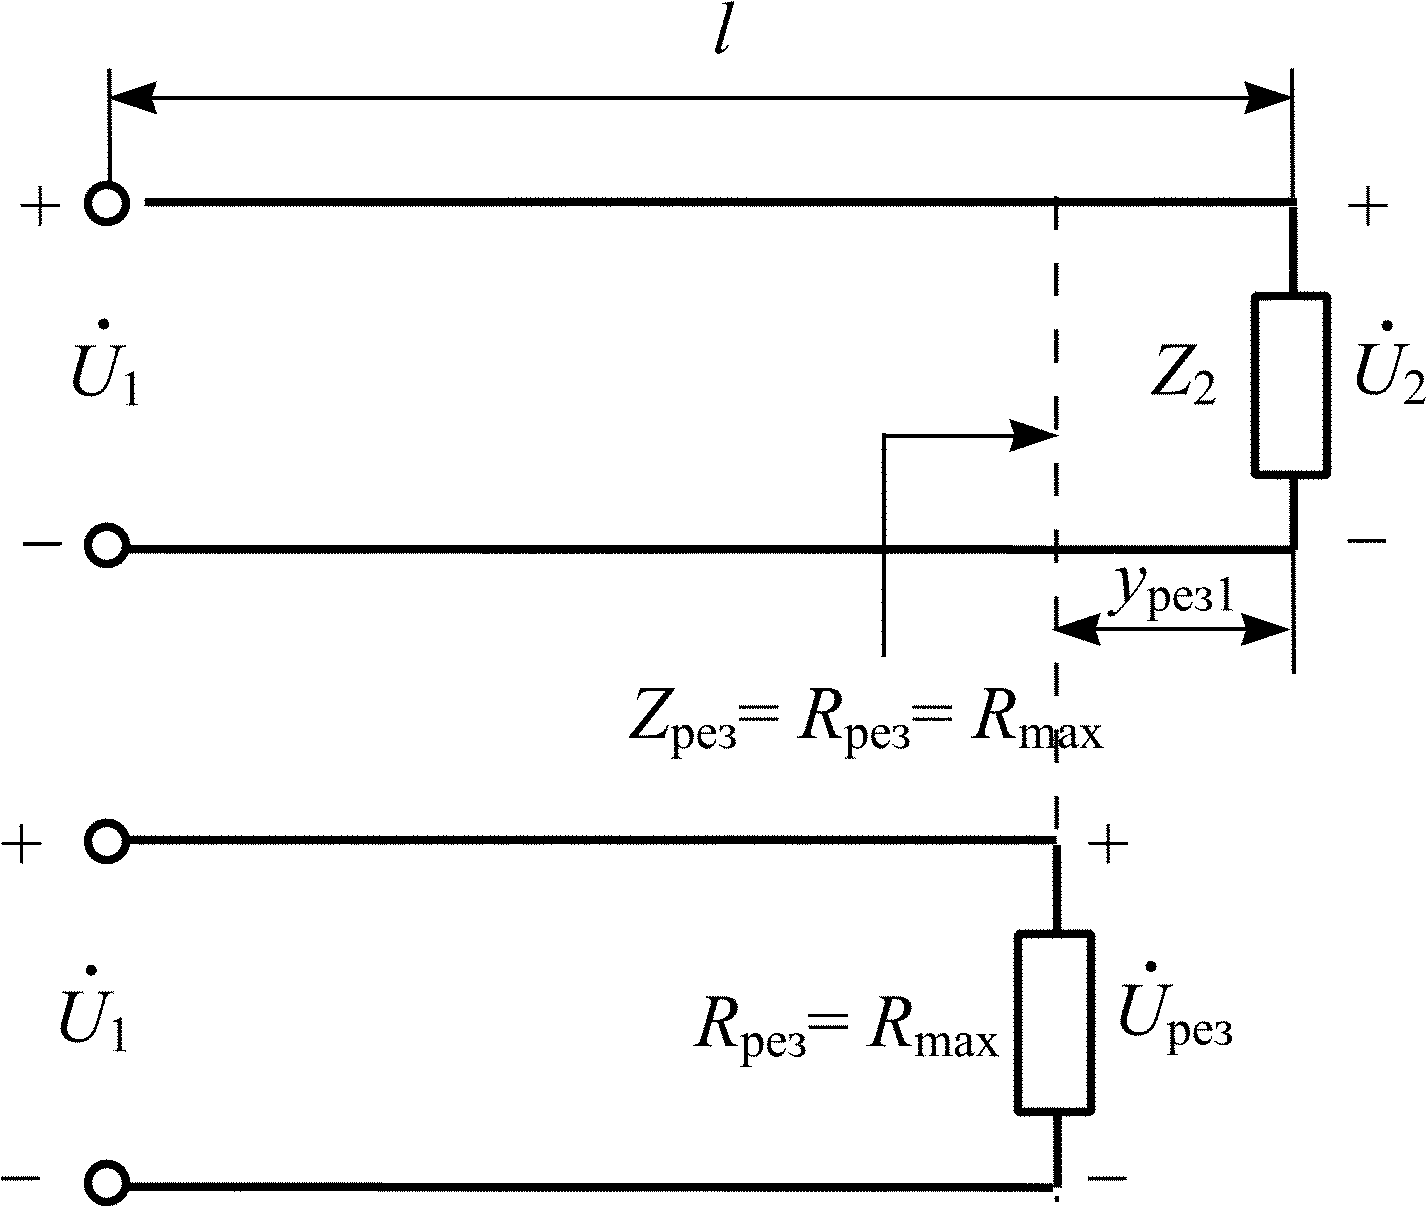 l
+ +
U̇1 Z2 U̇2
− −
yрез1
Zрез= Rрез= Rmax
+ +
U̇1 Rрез= Rmax U̇рез
− −